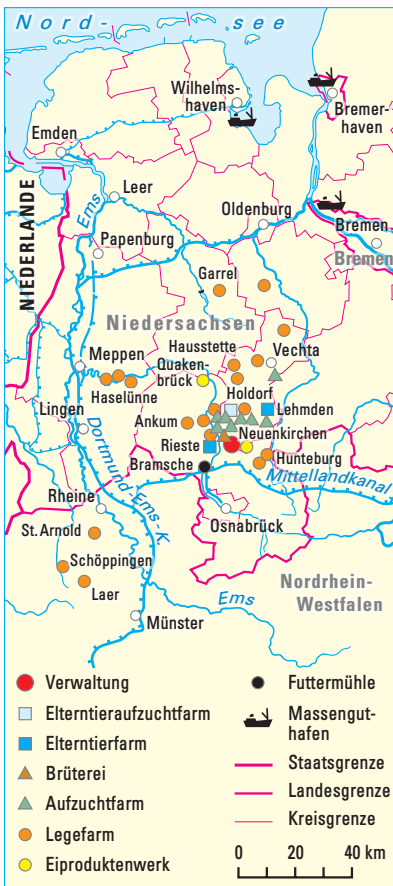 Nord-see
Wilhelms-
haven
Bremer-
haven
Emden
Leer
Ems
Oldenburg
Bremen
Bremen
NIEDERLANDE
Papenburg
Garrel
Niedersachsen
Hausstette
Meppen
Vechta
Quaken-
brück
Haselünne
Holdorf
Lehmden
Ankum
Lingen
Neuenkirchen
Rieste
Hunteburg
Bramsche
Dortmund-Ems-K.
Mittellandkanal
Rheine
Osnabrück
St. Arnold
Schöppingen
Nordrhein-
Westfalen
Laer
Ems
Münster
Verwaltung
Elterntieraufzuchtfarm
Elterntierfarm
Brüterei
Aufzuchtfarm
Legefarm
Eiproduktenwerk
Futtermühle
Massengut-
hafen
Staatsgrenze
Landesgrenze
Kreisgrenze
0 20 40 km